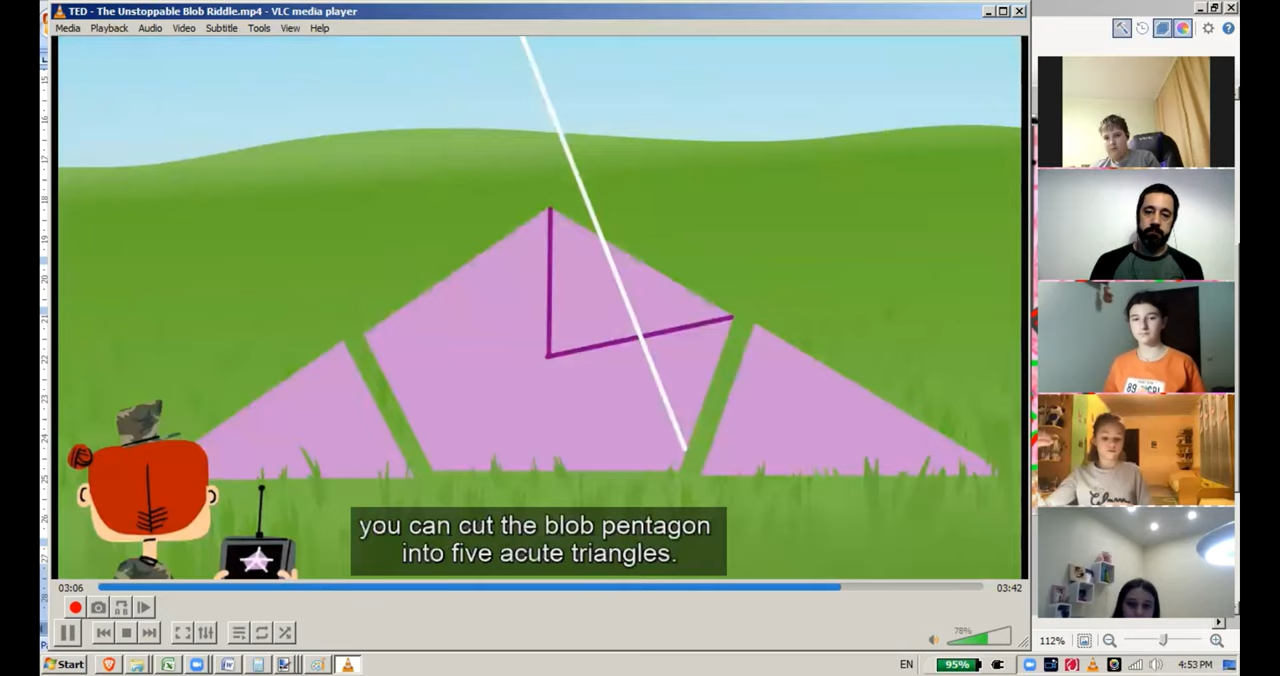 TED - The Unstoppable Blob Riddle.mp4 - VLC media player
Media Playback Audio Video Subtitle Tools View Help
you can cut the blob pentagon
into five acute triangles.
03:06
03:42
78%
112%
Start
EN
95%
4:53 PM